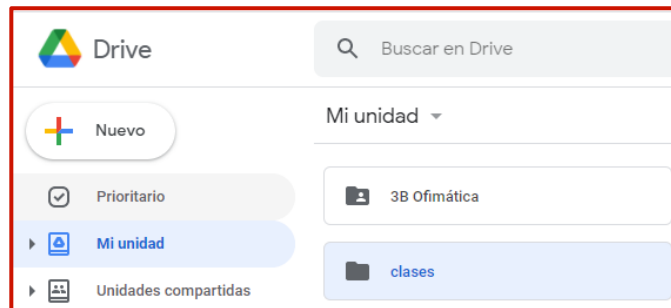 Drive
Buscar en Drive
Nuevo
Mi unidad
Prioritario
3B Ofimática
Mi unidad
clases
Unidades compartidas